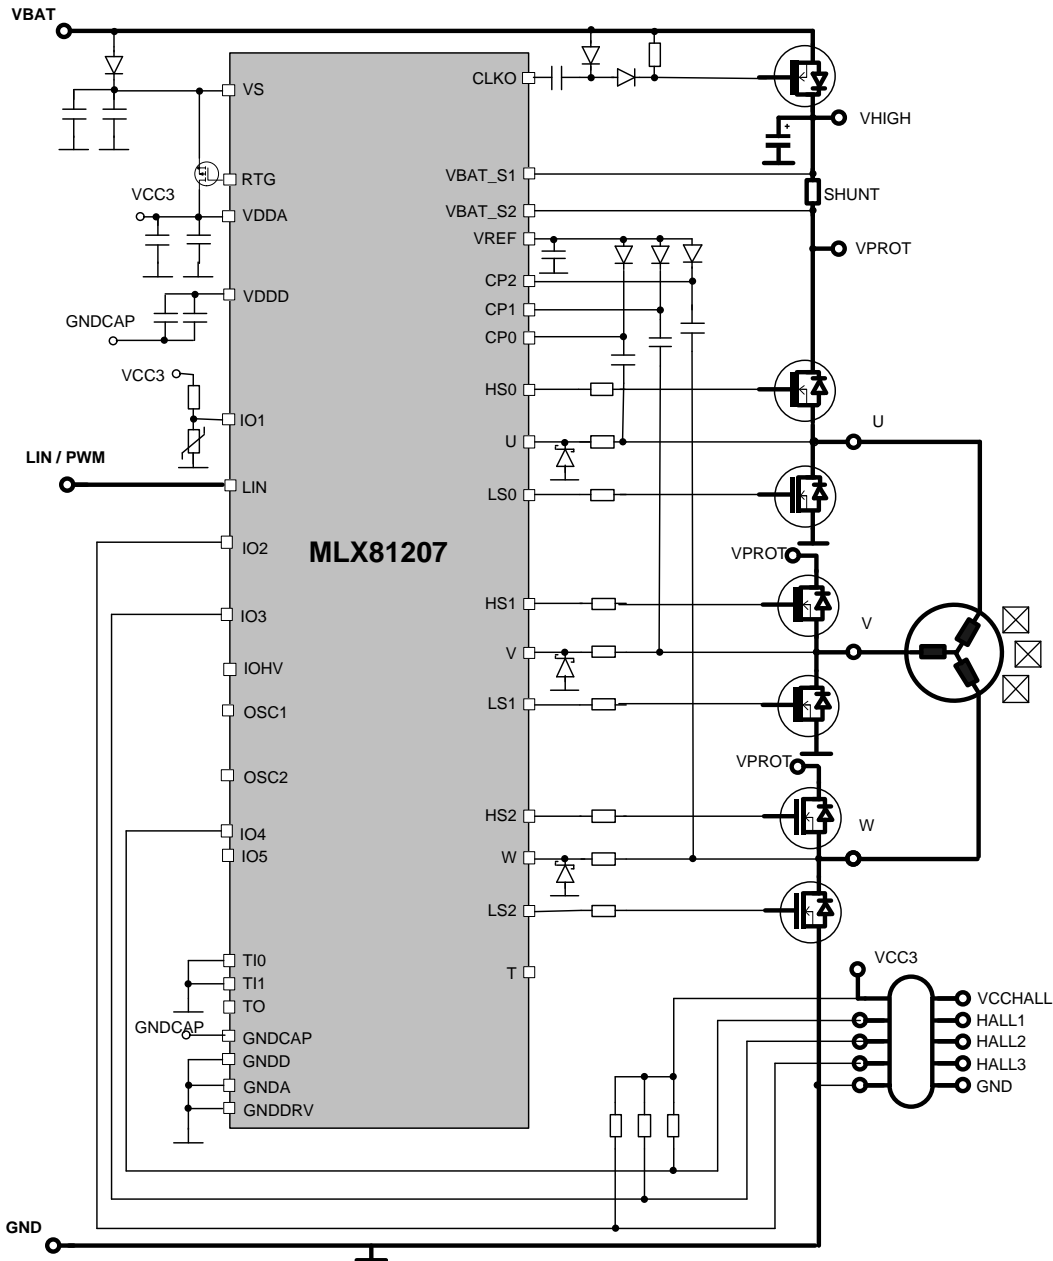 VBAT
VS
CLKO
VHIGH
RTG
VBAT_S1
VCC3
SHUNT
VDDA
VBAT_S2
VREF
VPROT
CP2
VDDD
CP1
GNDCAP
CP0
VCC3
HS0
IO1
U
U
LIN / PWM
LIN
LS0
IO2
MLX81207
VPROT
HS1
IO3
V
V
IOHV
LS1
OSC1
VPROT
OSC2
HS2
IO4
W
IO5
W
LS2
TI0
T
VCC3
TI1
VCCHALL
TO
HALL1
GNDCAP
GNDCAP
HALL2
GNDD
HALL3
GNDA
GND
GNDDRV
GND